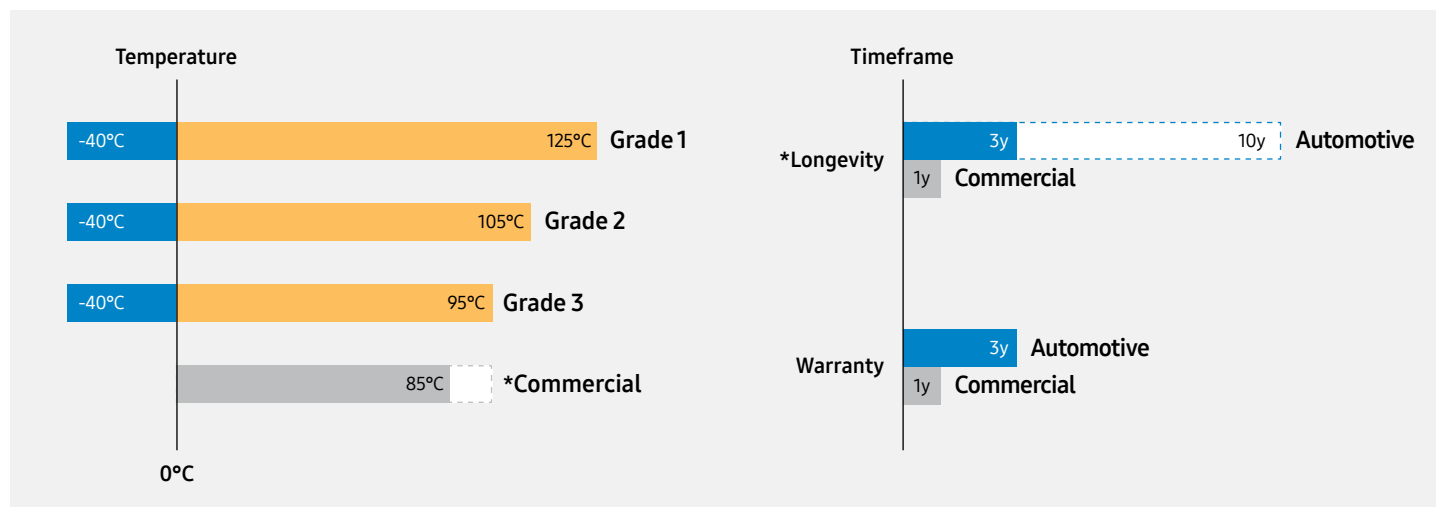 Temperature
-40°C 125°C Grade 1
-40°C 105°C Grade 2
-40°C 95°C Grade 3
85°C *Commercial
0°C
Timeframe
*Longevity
3y 10y Automotive
1y Commercial
Warranty
3y Automotive
1y Commercial